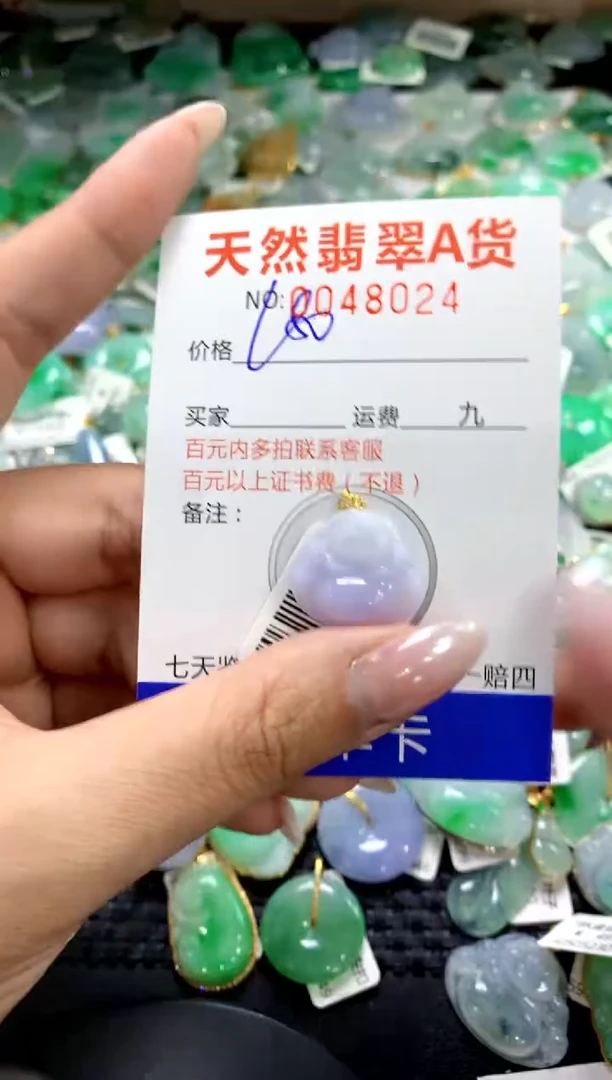 天然翡翠A货
NO: 0048024
价格
买家 运费 九
百元内多拍联系客服
百元以上证书费（不退）
备注：
七天 赔四
卡